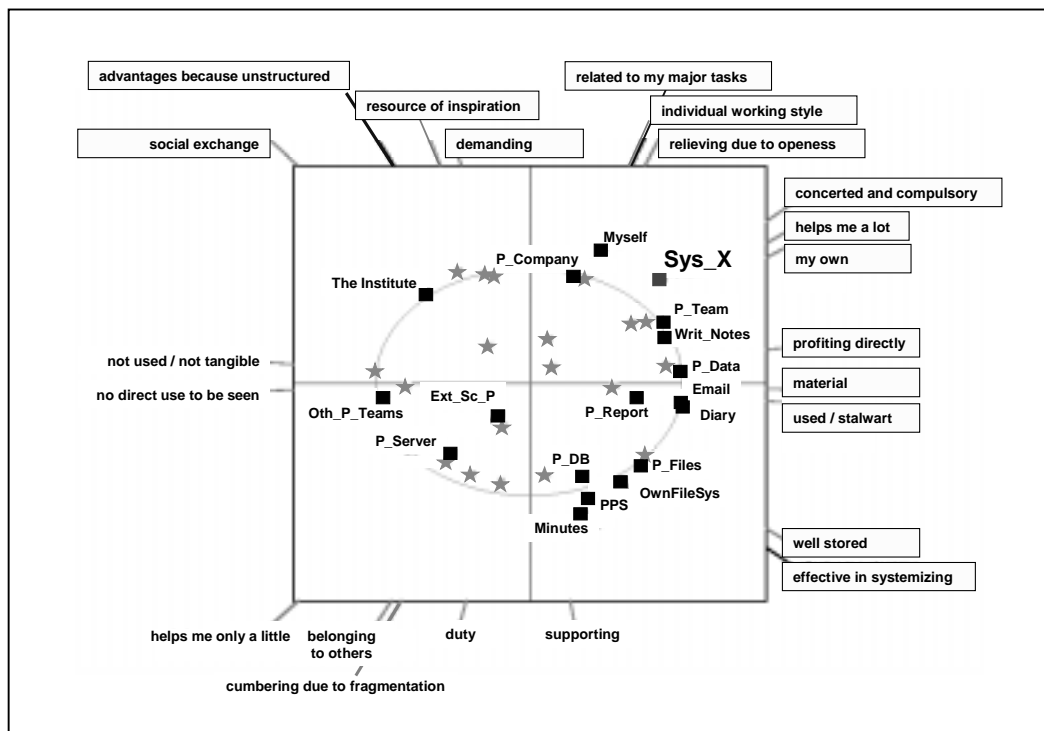 advantages because unstructured
related to my major tasks
resource of inspiration
individual working style
social exchange
demanding
relieving due to openess
concerted and compulsory
helps me a lot
my own
Myself
P_Company
Sys_X
The Institute
P_Team
Writ_Notes
profiting directly
not used / not tangible
P_Data
material
no direct use to be seen
Email
Ext_Sc_P
Oth_P_Teams
P_Report
Diary
used / stalwart
P_Server
P_DB
P_Files
OwnFileSys
PPS
Minutes
well stored
effective in systemizing
helps me only a little
belonging
to others
duty
supporting
cumbering due to fragmentation